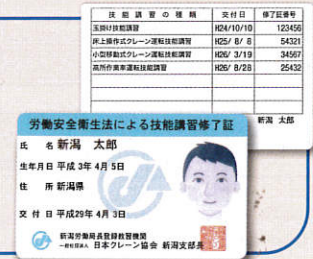 技能講習の種類 交付日 修了証番号
玉掛け技能講習 H24/10/10 123456
床上操作式クレーン運転技能講習 H25/ 8/ 6 54321
小型移動式クレーン運転技能講習 H26/ 3/19 34567
高所作業車運転技能講習 H26/ 8/28 25432
新潟 太郎
労働安全衛生法による技能講習修了証
氏 名 新潟 太郎
生年月日 平成 3年 4月 5日
住 所 新潟県
交 付 日 平成29年 4月 3日
新潟労働局長登録教習機関
一般社団法人 日本クレーン協会 新潟支部長